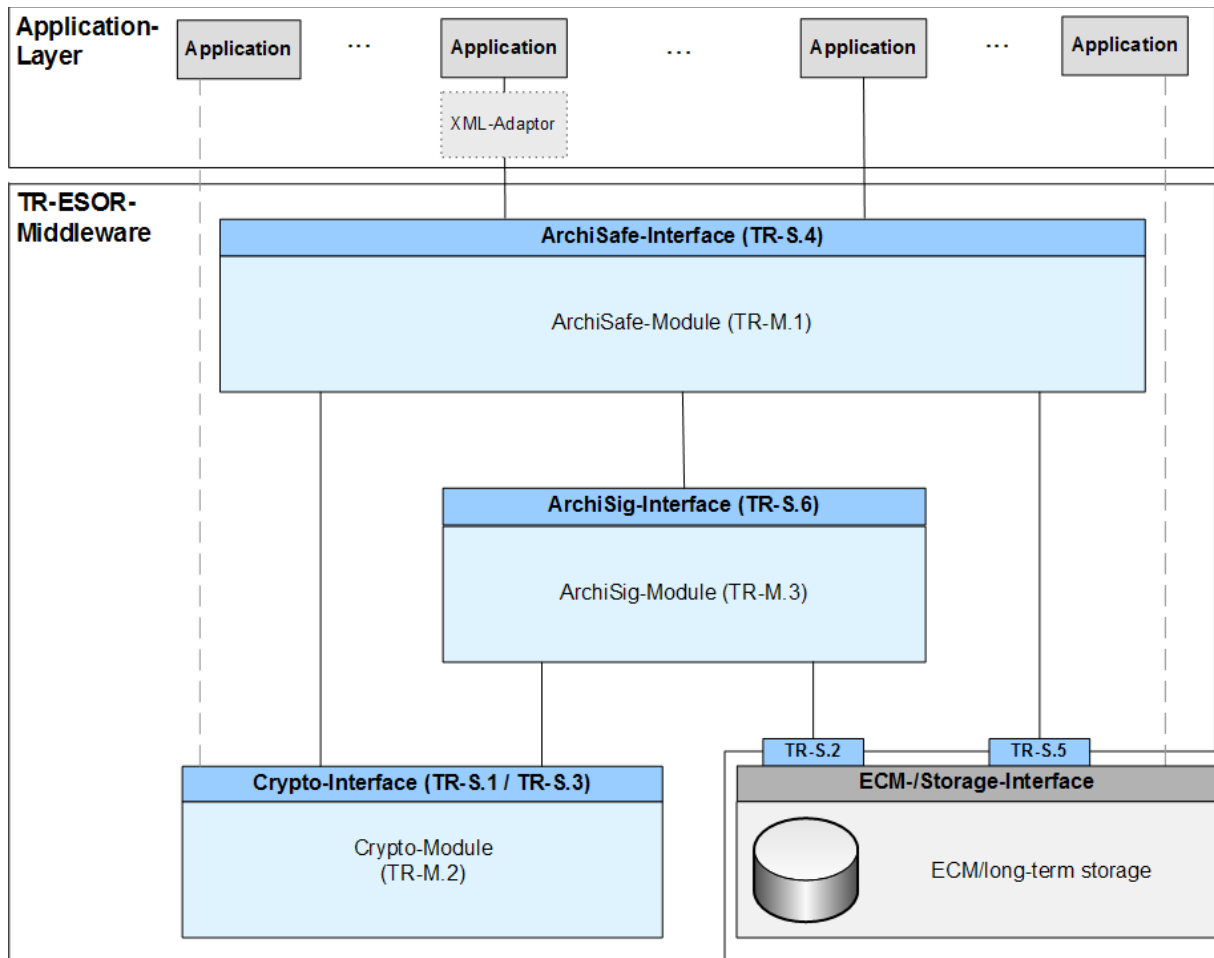 Application-
Layer
Application
...
Application
...
Application
...
Application
XML-Adaptor
TR-ESOR-
Middleware
ArchiSafe-Interface (TR-S.4)
ArchiSafe-Module (TR-M.1)
ArchiSig-Interface (TR-S.6)
ArchiSig-Module (TR-M.3)
TR-S.2
TR-S.5
Crypto-Interface (TR-S.1 / TR-S.3)
ECM-/Storage-Interface
Crypto-Module
(TR-M.2)
ECM/long-term storage